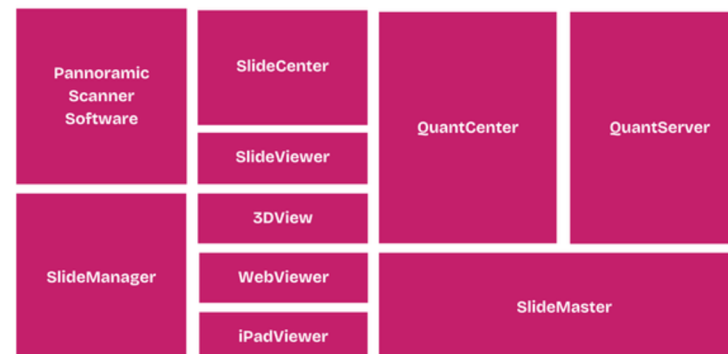 Pannoramic
Scanner
Software
SlideManager
SlideCenter
SlideViewer
3DView
WebViewer
iPadViewer
QuantCenter
QuantServer
SlideMaster